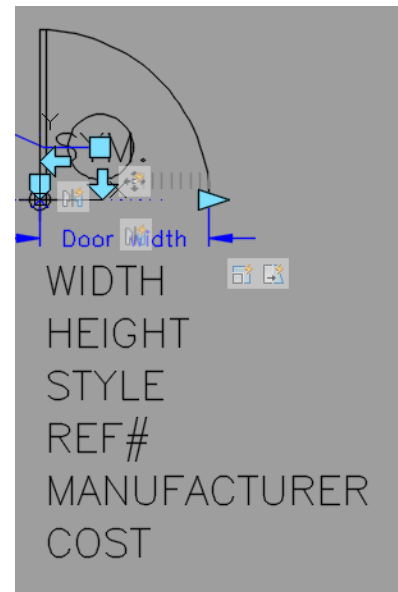 Y
SYM.
X
Door Width
WIDTH
HEIGHT
STYLE
REF#
MANUFACTURER
COST